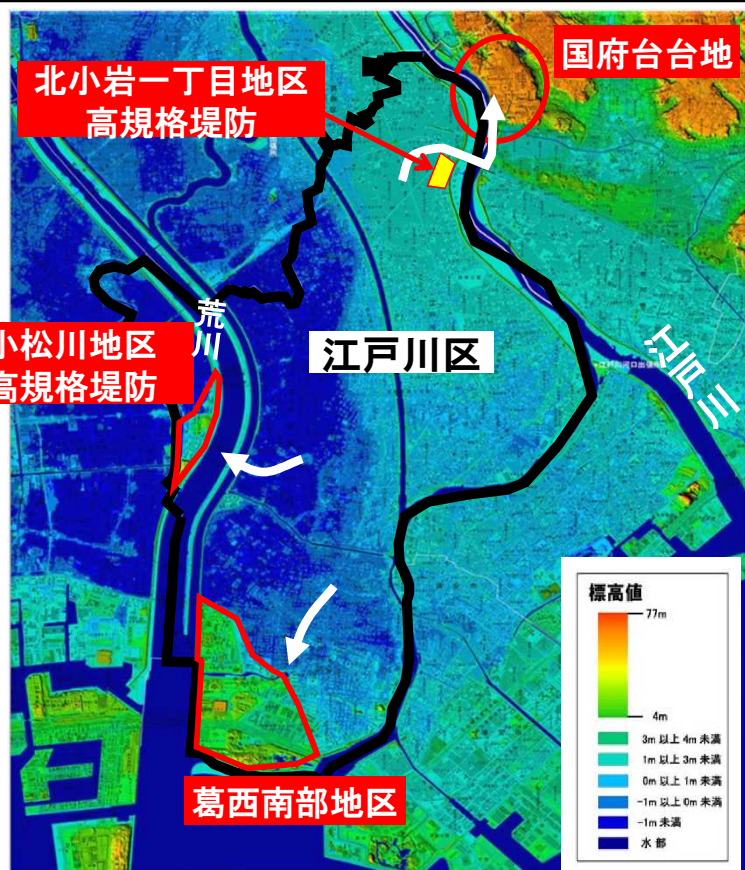 国府台台地
北小岩一丁目地区
高規格堤防
荒川
小松川地区
高規格堤防
江戸川区
江戸川
葛西南部地区
標高値
77m
4m
3m 以上 4m 未満
1m 以上 3m 未満
0m 以上 1m 未満
-1m 以上 0m 未満
-1m 未満
水 部